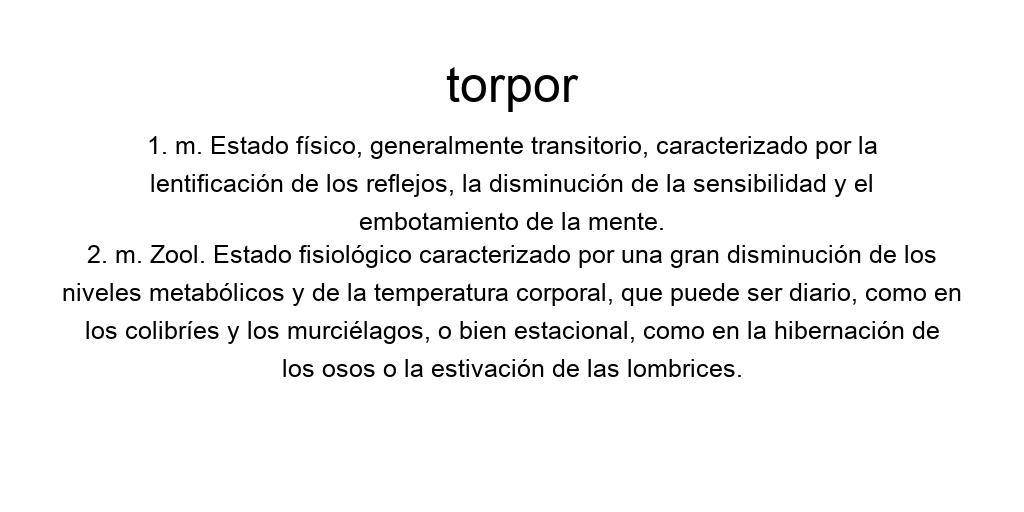 torpor
1. m. Estado físico, generalmente transitorio, caracterizado por la
lentificación de los reflejos, la disminución de la sensibilidad y el
embotamiento de la mente.
2. m. Zool. Estado fisiológico caracterizado por una gran disminución de los
niveles metabólicos y de la temperatura corporal, que puede ser diario, como en
los colibríes y los murciélagos, o bien estacional, como en la hibernación de
los osos o la estivación de las lombrices.